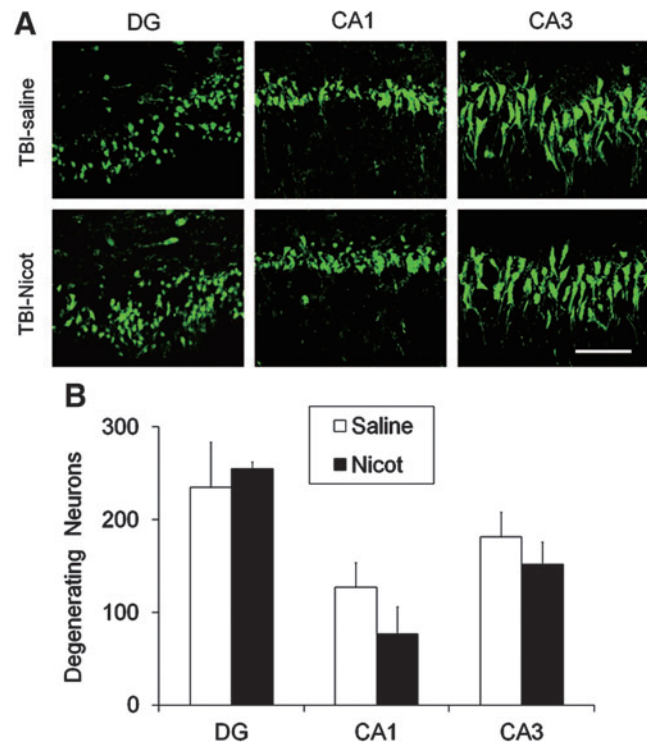 A
DG CA1 CA3
TBI-saline
TBI-Nicot
B
300
200
100
0
Degenerating Neurons
Saline
Nicot
DG CA1 CA3